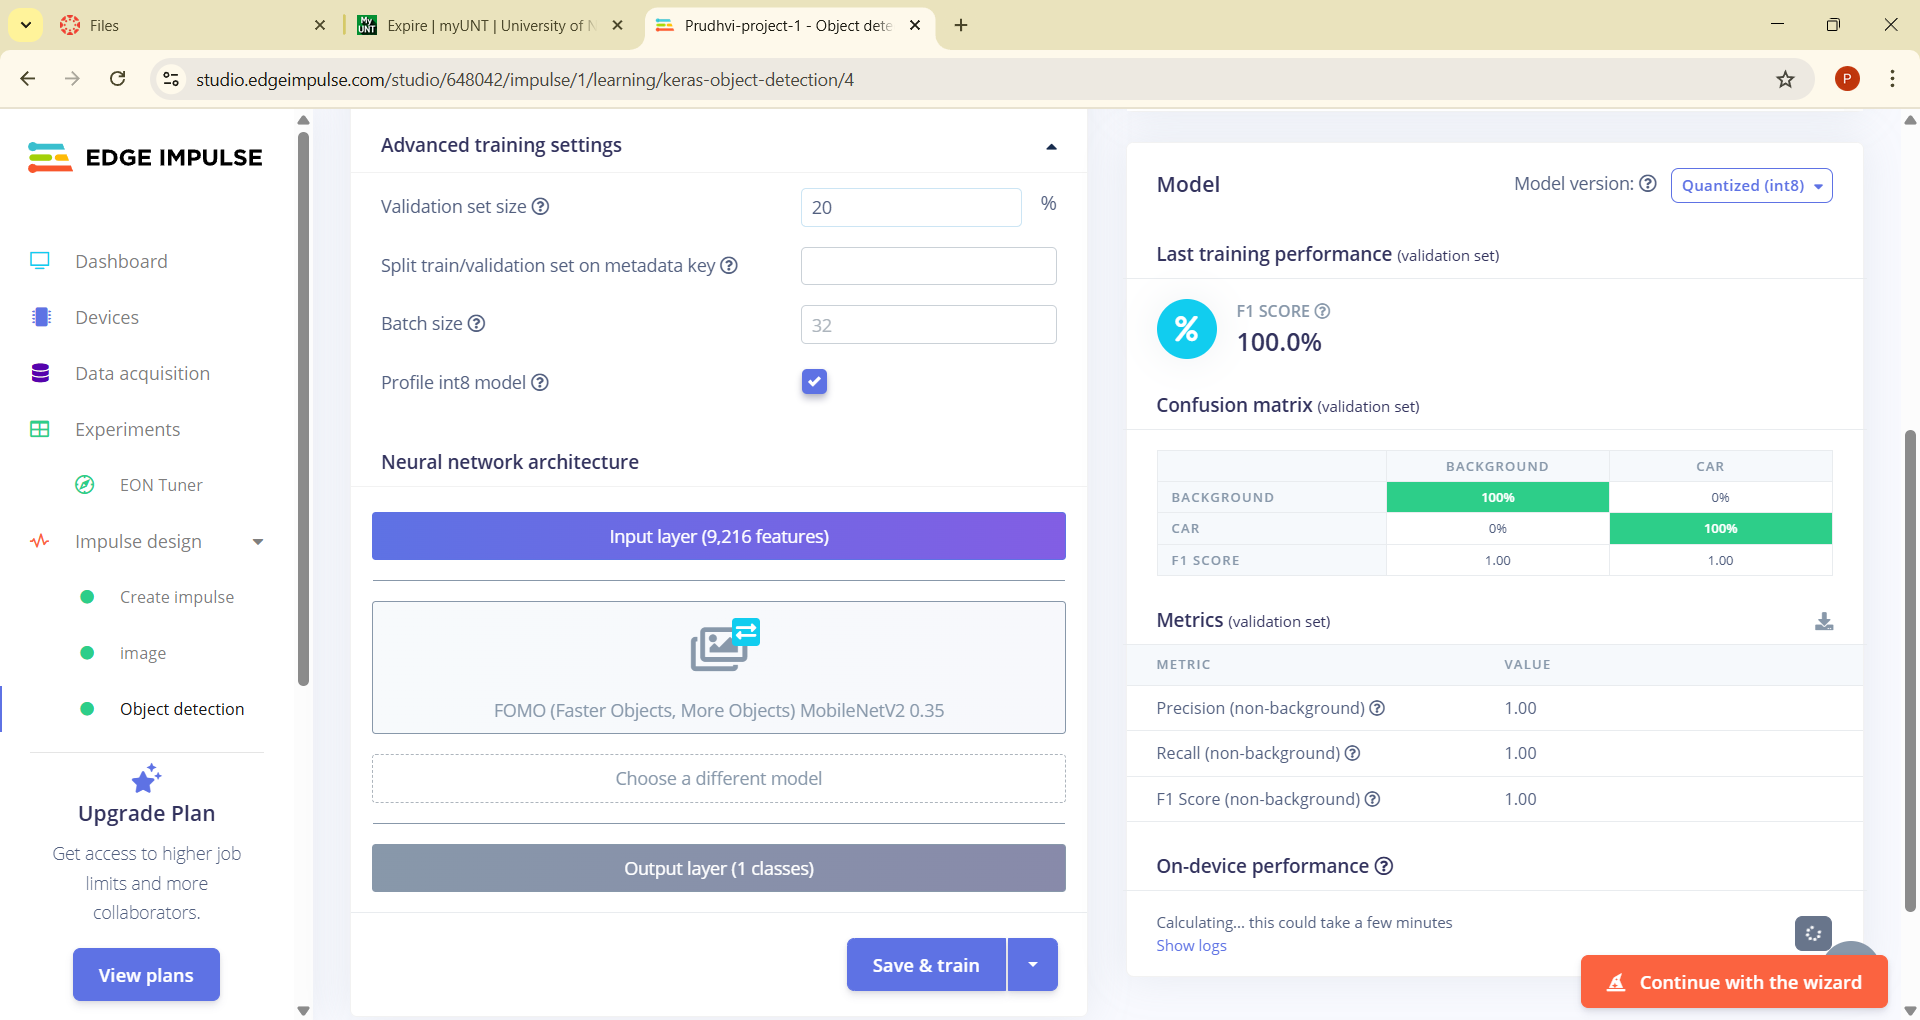 Files
Expire | myUNT | University of N
Prudhvi-project-1 - Object dete
studio.edgeimpulse.com/studio/648042/impulse/1/learning/keras-object-detection/4
P
EDGE IMPULSE
Dashboard
Devices
Data acquisition
Experiments
EON Tuner
Impulse design
Create impulse
image
Object detection
Upgrade Plan
Get access to higher job
limits and more
collaborators.
View plans
Advanced training settings
Validation set size
20
%
Split train/validation set on metadata key
Batch size
32
Profile int8 model
Neural network architecture
Input layer (9,216 features)
FOMO (Faster Objects, More Objects) MobileNetV2 0.35
Choose a different model
Output layer (1 classes)
Save & train
Model
Model version:
Quantized (int8)
Last training performance (validation set)
%
F1 SCORE
100.0%
Confusion matrix (validation set)
BACKGROUND CAR
BACKGROUND 100% 0%
CAR 0% 100%
F1 SCORE 1.00 1.00
Metrics (validation set)
METRIC VALUE
Precision (non-background) 1.00
Recall (non-background) 1.00
F1 Score (non-background) 1.00
On-device performance
Calculating... this could take a few minutes
Show logs
Continue with the wizard